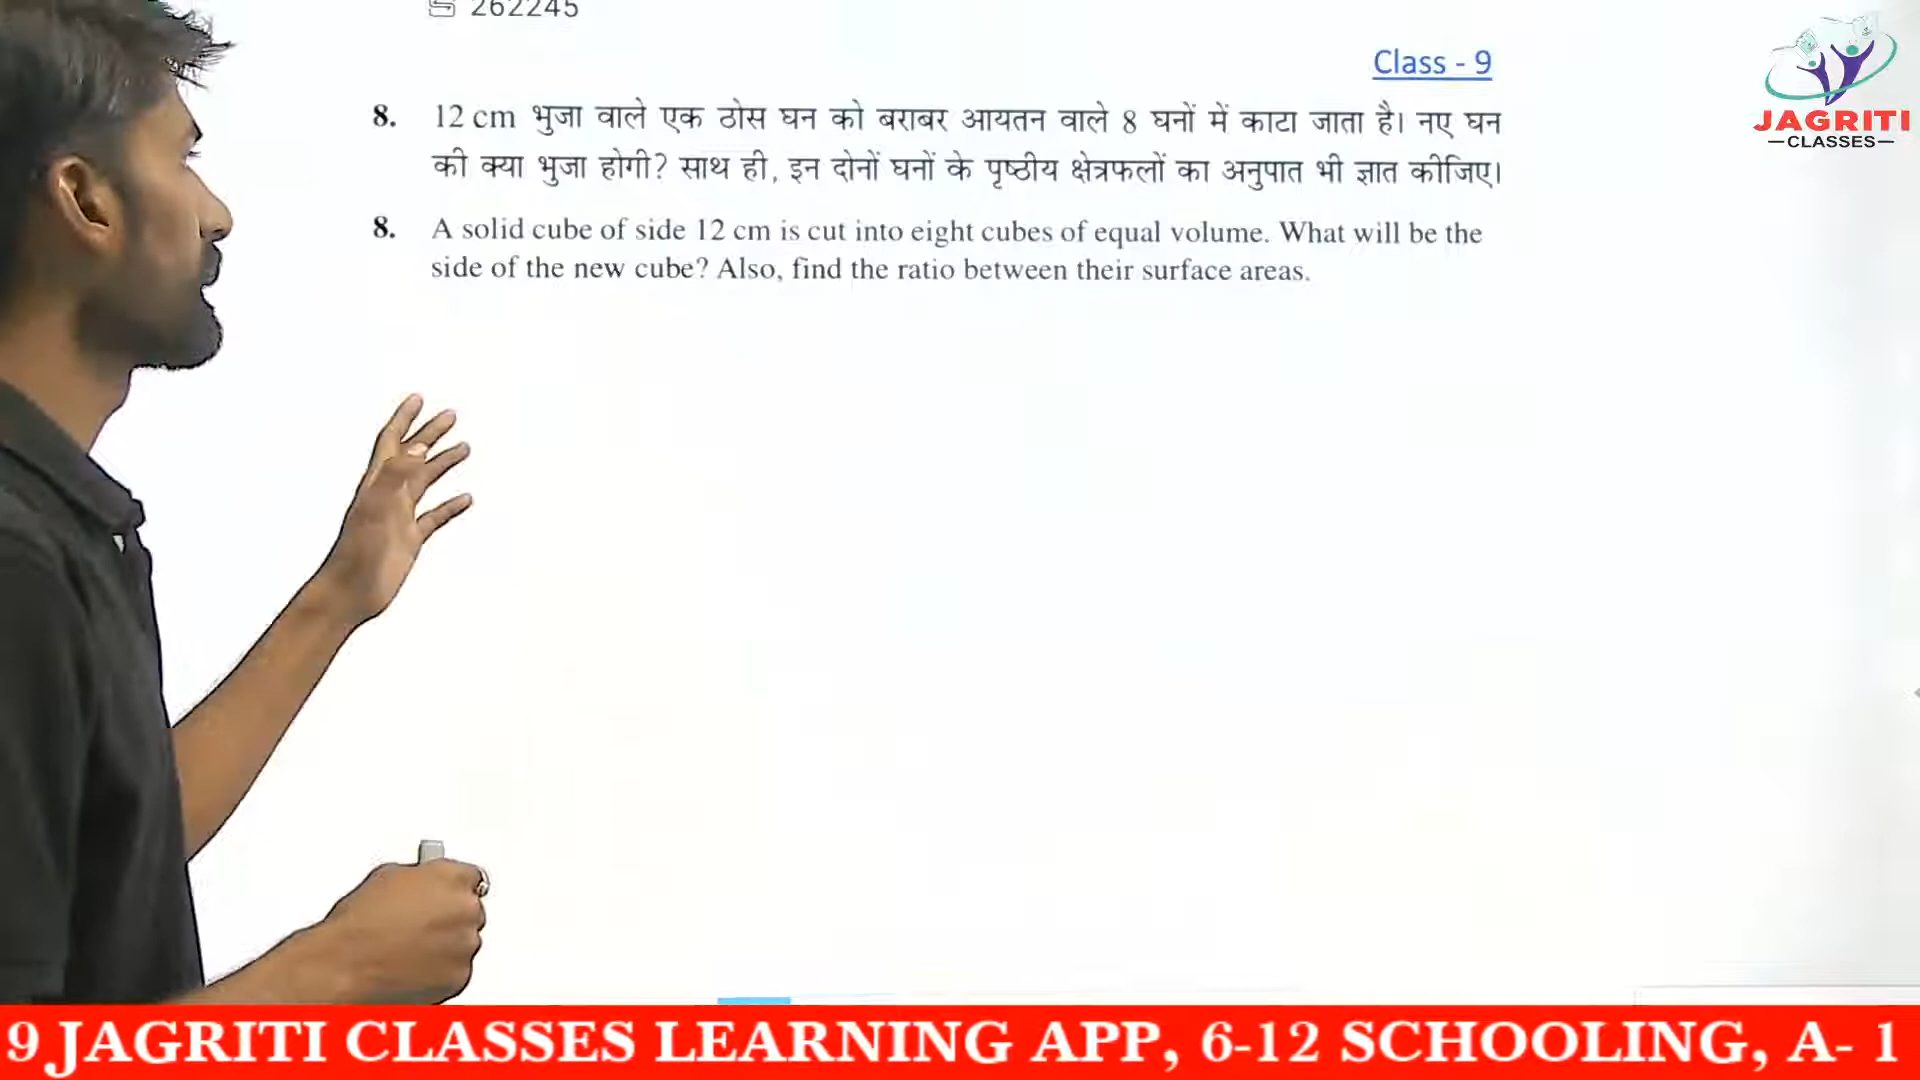 262245
Class - 9
JAGRITI
CLASSES
8. 12 cm भुजा वाले एक ठोस घन को बराबर आयतन वाले 8 घनों में काटा जाता है। नए घन
की क्या भुजा होगी? साथ ही, इन दोनों घनों के पृष्ठीय क्षेत्रफलों का अनुपात भी ज्ञात कीजिए।
8. A solid cube of side 12 cm is cut into eight cubes of equal volume. What will be the
side of the new cube? Also, find the ratio between their surface areas.
9 JAGRITI CLASSES LEARNING APP, 6-12 SCHOOLING, A- 1